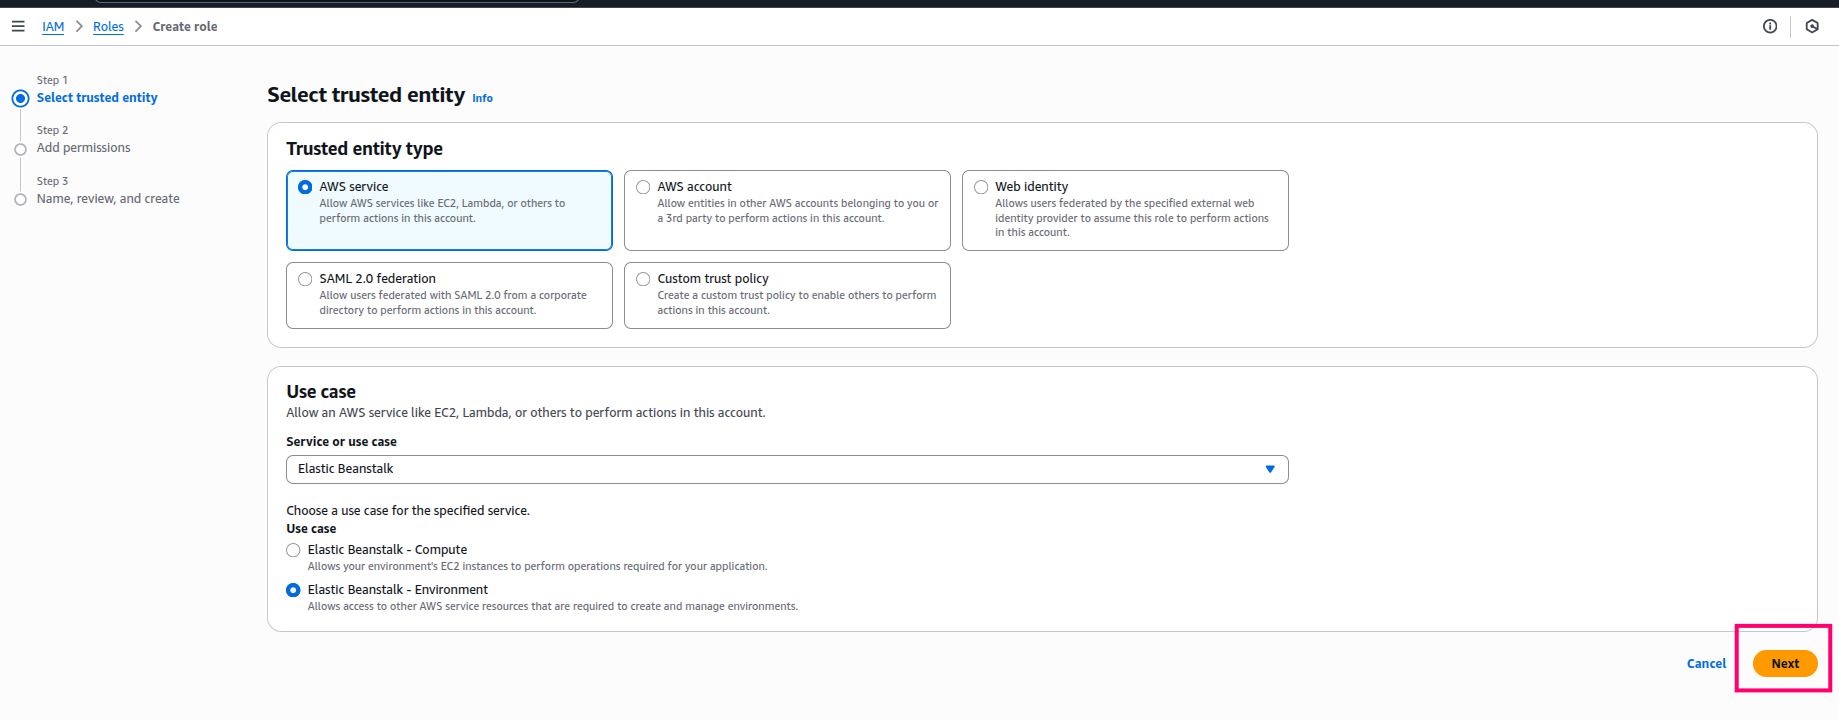 IAM > Roles > Create role
Step 1
Select trusted entity
Step 2
Add permissions
Step 3
Name, review, and create
Select trusted entity Info
Trusted entity type
AWS service
Allow AWS services like EC2, Lambda, or others to
perform actions in this account.
AWS account
Allow entities in other AWS accounts belonging to you or
a 3rd party to perform actions in this account.
Web identity
Allows users federated by the specified external web
identity provider to assume this role to perform actions
in this account.
SAML 2.0 federation
Allow users federated with SAML 2.0 from a corporate
directory to perform actions in this account.
Custom trust policy
Create a custom trust policy to enable others to perform
actions in this account.
Use case
Allow an AWS service like EC2, Lambda, or others to perform actions in this account.
Service or use case
Elastic Beanstalk
Choose a use case for the specified service.
Use case
Elastic Beanstalk - Compute
Allows your environment's EC2 instances to perform operations required for your application.
Elastic Beanstalk - Environment
Allows access to other AWS service resources that are required to create and manage environments.
Cancel
Next